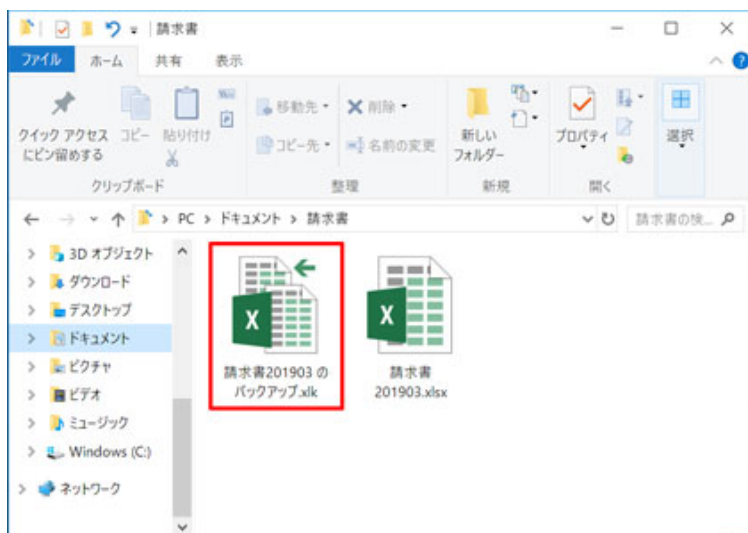 請求書
ファイル ホーム 共有 表示
クイック アクセス
にピン留めする
コピー
貼り付け
移動先
コピー先
削除
名前の変更
新しい
フォルダー
プロパティ
選択
クリップボード 整理 新規 開く
PC > ドキュメント > 請求書
請求書の検...
3D オブジェクト
ダウンロード
デスクトップ
ドキュメント
ピクチャ
ビデオ
ミュージック
Windows (C:)
ネットワーク
請求書201903 の
バックアップ.xlk
請求書
201903.xlsx